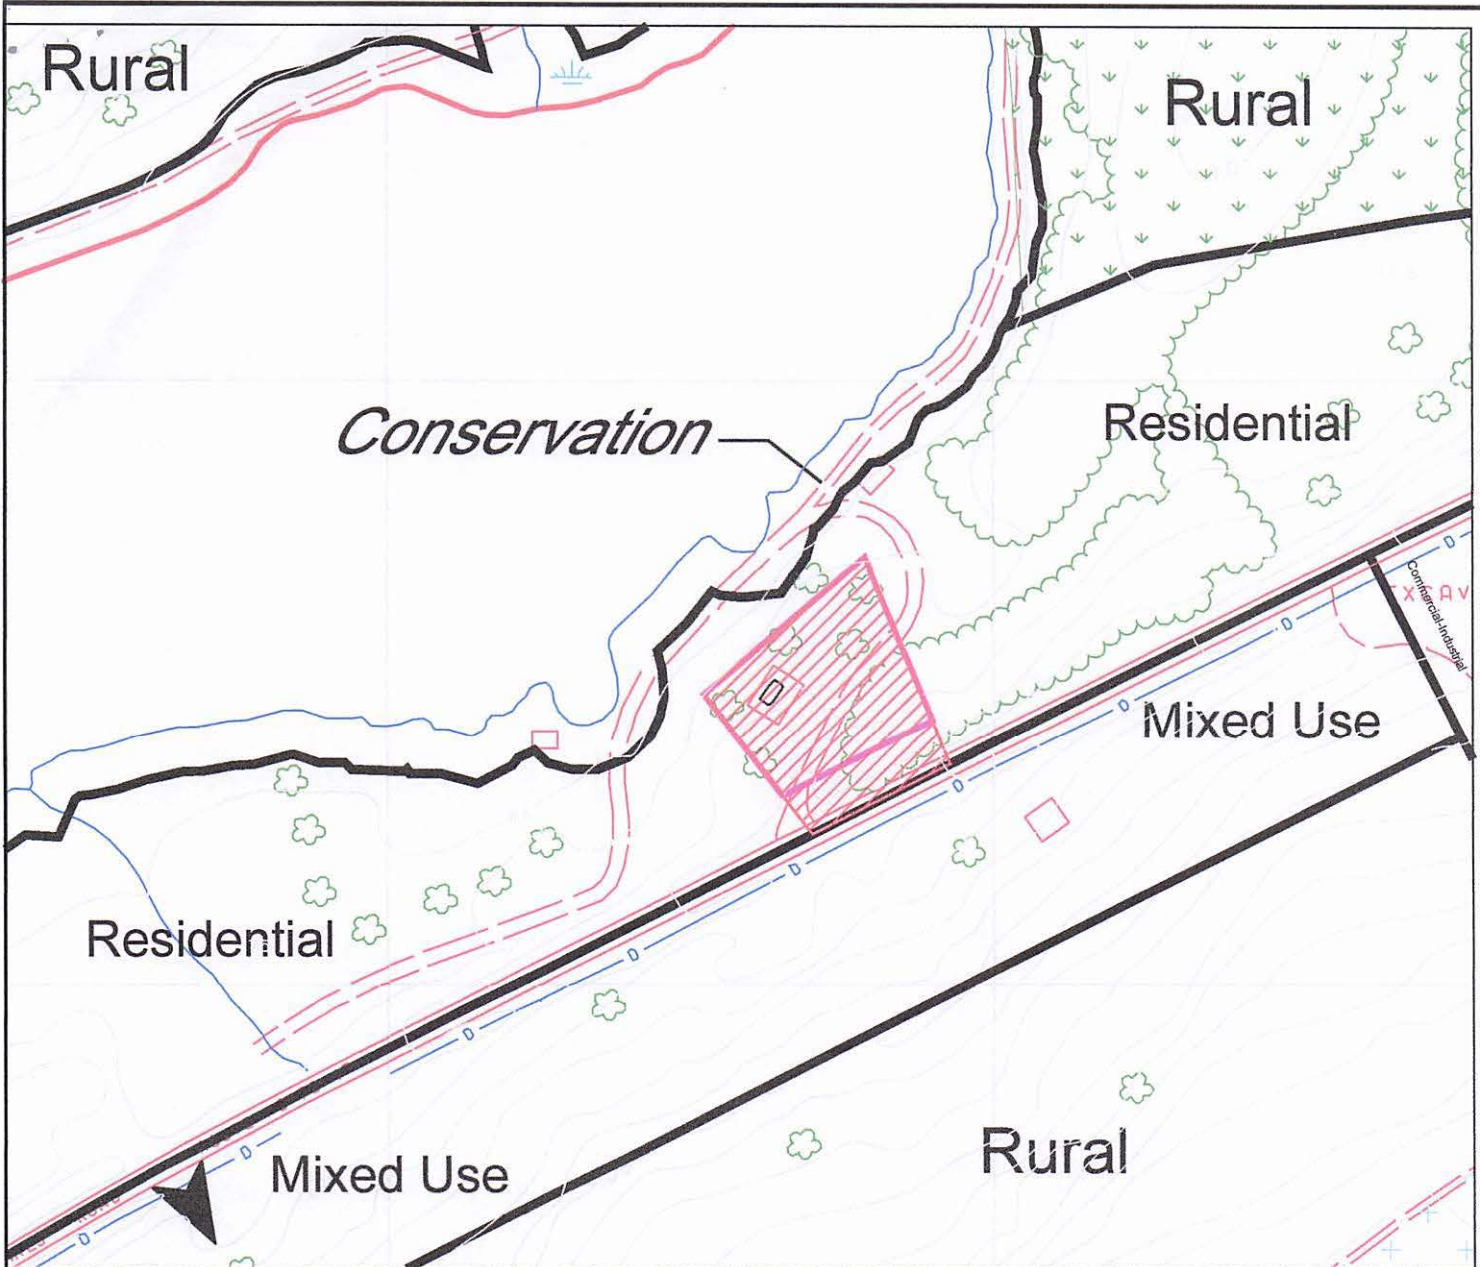 Rural
Rural
Conservation
Residential
Commercial-Industrial
Mixed Use
Residential
Mixed Use
Rural
D
D
D
D
D
D
D
D
D